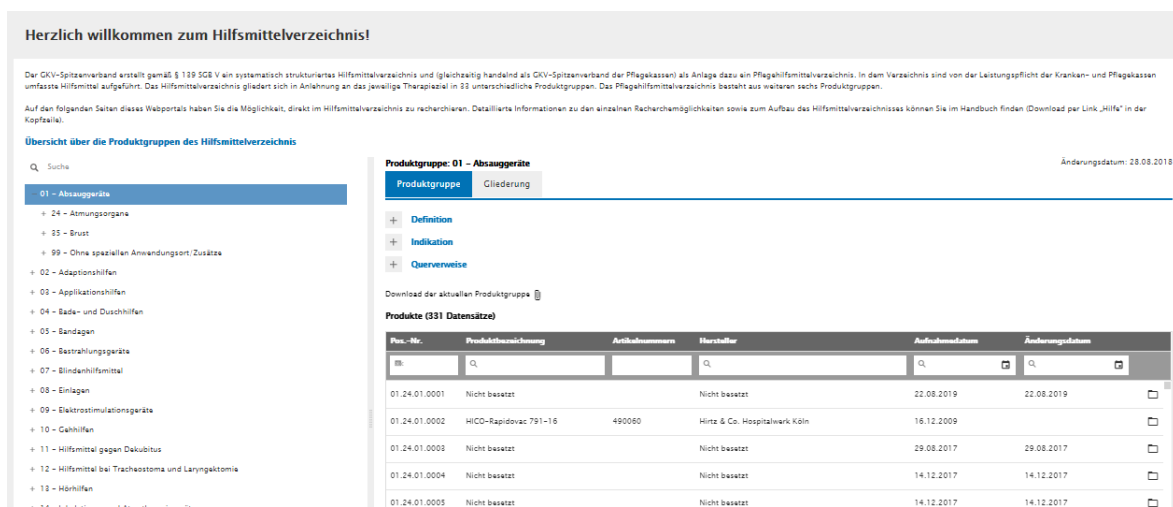 Herzlich willkommen zum Hilfsmittelverzeichnis!
Der GKV-Spitzenverband erstellt gemäß § 139 SGB V ein systematisch strukturiertes Hilfsmittelverzeichnis und (gleichzeitig handelnd als GKV-Spitzenverband der Pflegekassen) als Anlage dazu ein Pflegehilfsmittelverzeichnis. In dem Verzeichnis sind von der Leistungspflicht der Kranken- und Pflegekassen
umfasste Hilfsmittel aufgeführt. Das Hilfsmittelverzeichnis gliedert sich in Anlehnung an das jeweilige Therapieziel in 33 unterschiedliche Produktgruppen. Das Pflegehilfsmittelverzeichnis besteht aus weiteren sechs Produktgruppen.
Auf den folgenden Seiten dieses Webportals haben Sie die Möglichkeit, direkt im Hilfsmittelverzeichnis zu recherchieren. Detaillierte Informationen zu den einzelnen Recherchemöglichkeiten sowie zum Aufbau des Hilfsmittelverzeichnisses können Sie im Handbuch finden (Download per Link „Hilfe" in der
Kopfzeile).
Übersicht über die Produktgruppen des Hilfsmittelverzeichnis
Suche
- 01 - Absauggeräte
+ 24 - Atmungsorgane
+ 35 - Brust
+ 99 - Ohne speziellen Anwendungsort/Zusätze
+ 02 - Adaptionshilfen
+ 03 - Applikationshilfen
+ 04 - Bade- und Duschhilfen
+ 05 - Bandagen
+ 06 - Bestrahlungsgeräte
+ 07 - Blindenhilfsmittel
+ 08 - Einlagen
+ 09 - Elektrostimulationsgeräte
+ 10 - Gehhilfen
+ 11 - Hilfsmittel gegen Dekubitus
+ 12 - Hilfsmittel bei Tracheostoma und Laryngektomie
+ 13 - Hörhilfen
Produktgruppe: 01 - Absauggeräte
Änderungsdatum: 28.08.2018
Produktgruppe Gliederung
+ Definition
+ Indikation
+ Querverweise
Download der aktuellen Produktgruppe
Produkte (331 Datensätze)
Pos.-Nr. Produktbezeichnung Artikelnummern Hersteller Aufnahmedatum Änderungsdatum
01.24.01.0001 Nicht besetzt Nicht besetzt 22.08.2019 22.08.2019
01.24.01.0002 HICO-Rapidovac 791-16 490060 Hirtz & Co. Hospitalwerk Köln 16.12.2009
01.24.01.0003 Nicht besetzt Nicht besetzt 29.08.2017 29.08.2017
01.24.01.0004 Nicht besetzt Nicht besetzt 14.12.2017 14.12.2017
01.24.01.0005 Nicht besetzt Nicht besetzt 14.12.2017 14.12.2017